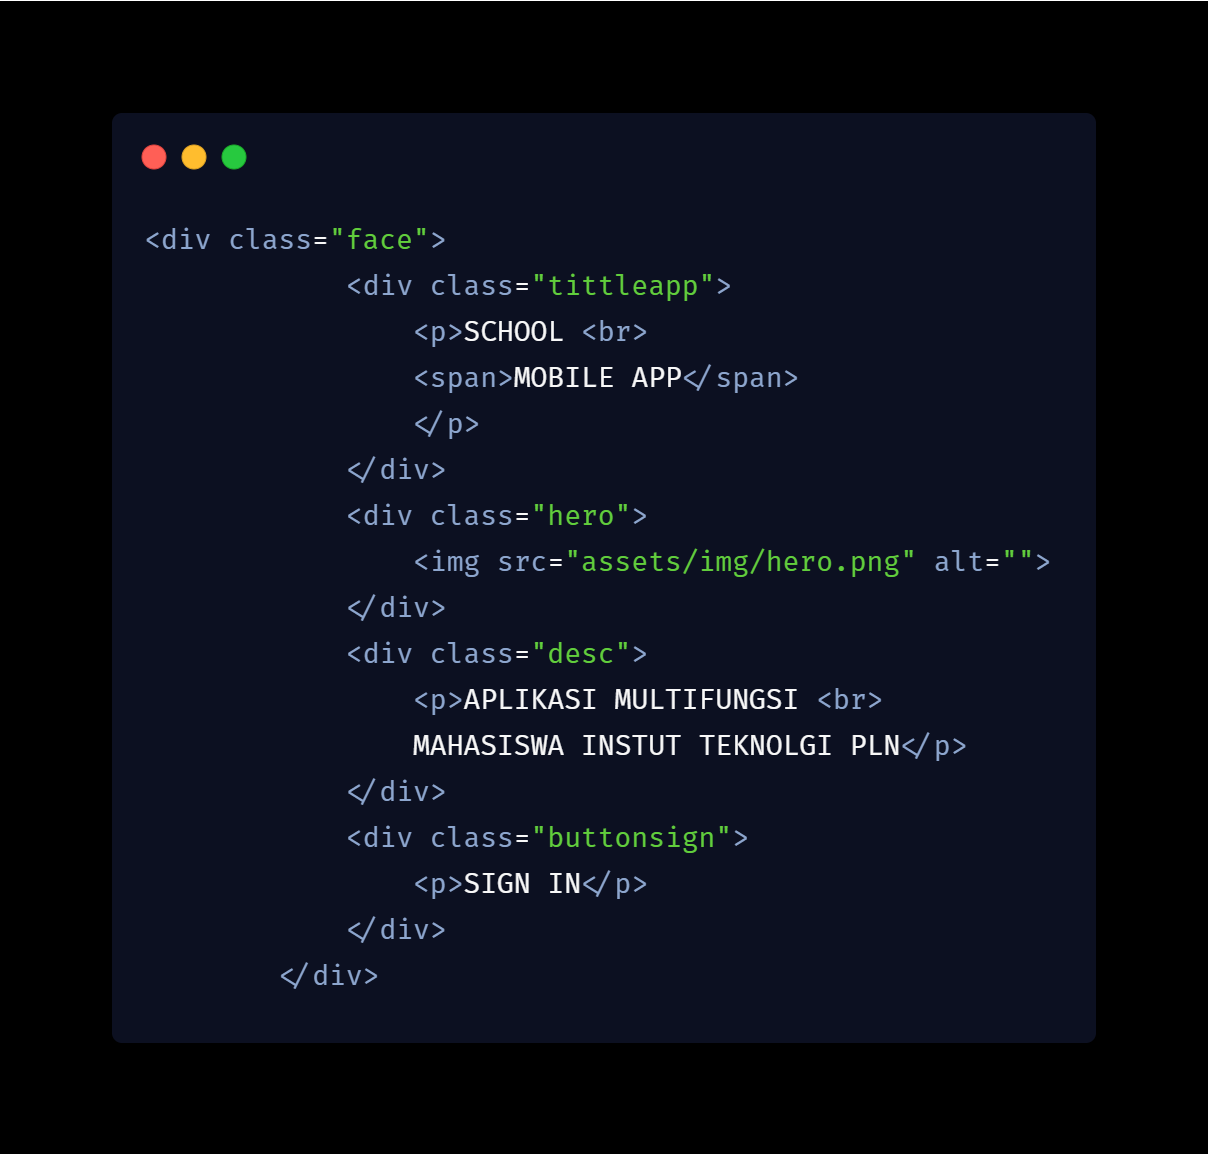 <div class="face">
<div class="tittleapp">
<p>SCHOOL <br>
<span>MOBILE APP</span>
</p>
</div>
<div class="hero">
<img src="assets/img/hero.png" alt="">
</div>
<div class="desc">
<p>APLIKASI MULTIFUNGSI <br>
MAHASISWA INSTUT TEKNOLGI PLN</p>
</div>
<div class="buttonsign">
<p>SIGN IN</p>
</div>
</div>